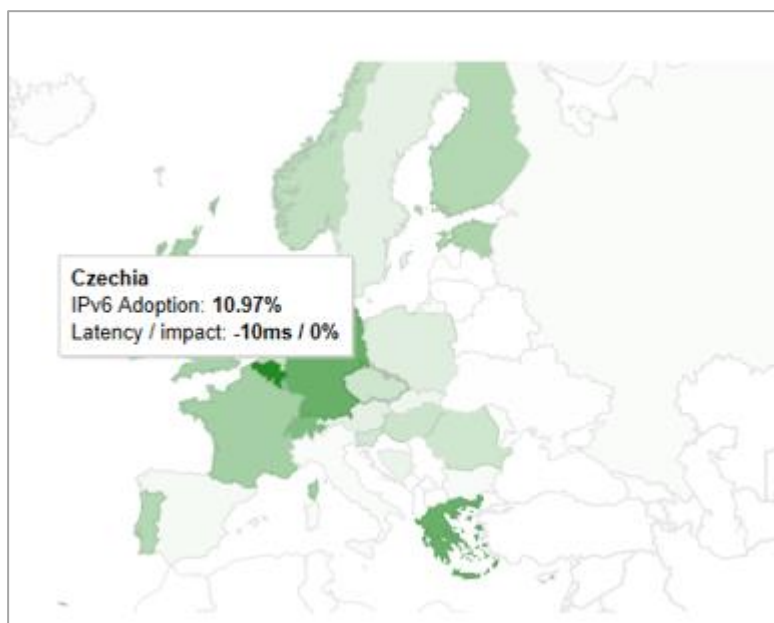 Czechia
IPv6 Adoption: 10.97%
Latency / impact: -10ms / 0%